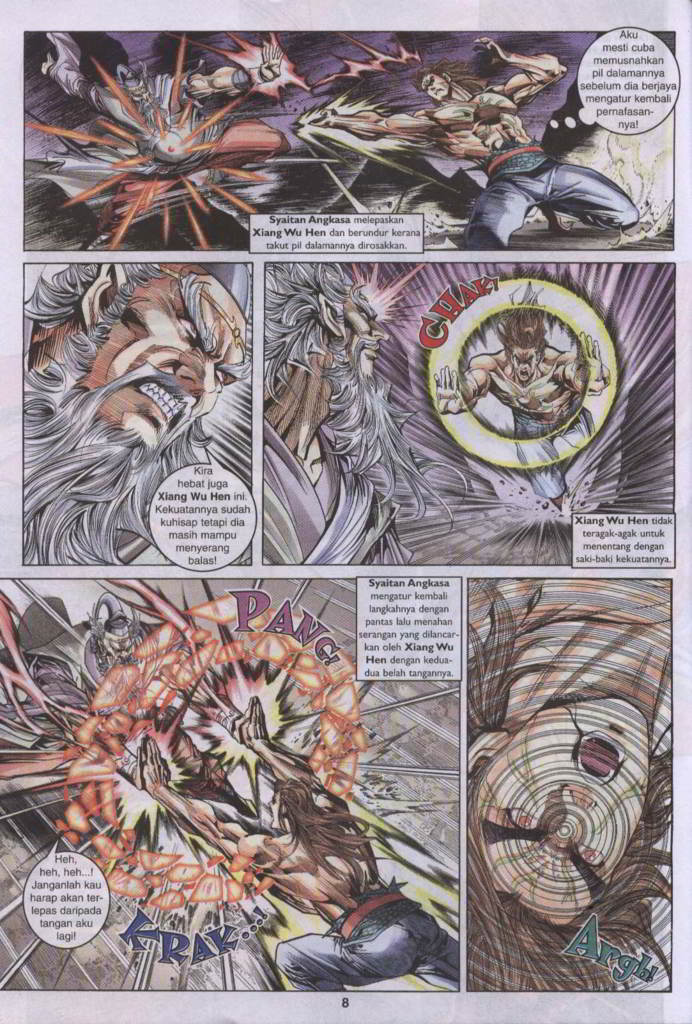 Aku
mesti cuba
memusnahkan
pil dalamannya
sebelum dia berjaya
mengatur kembali
pernafasan-
nya!
Syaitan Angkasa melepaskan
Xiang Wu Hen dan berundur kerana
takut pil dalamannya dirosakkan.
Kira
hebat juga
Xiang Wu Hen ini.
Kekuatannya sudah
kuhisap tetapi dia
masih mampu
menyerang
balas!
CHAK!
Xiang Wu Hen tidak
teragak-agak untuk
menentang dengan
saki-baki kekuatannya.
PANG!
Syaitan Angkasa
mengatur kembali
langkahnya dengan
pantas lalu menahan
serangan yang dilancar-
kan oleh Xiang Wu
Hen dengan kedua-
dua belah tangannya.
Heh,
heh, heh...!
Janganlah kau
harap akan ter-
lepas daripada
tangan aku
lagi!
KRAK...!
Argh!
8